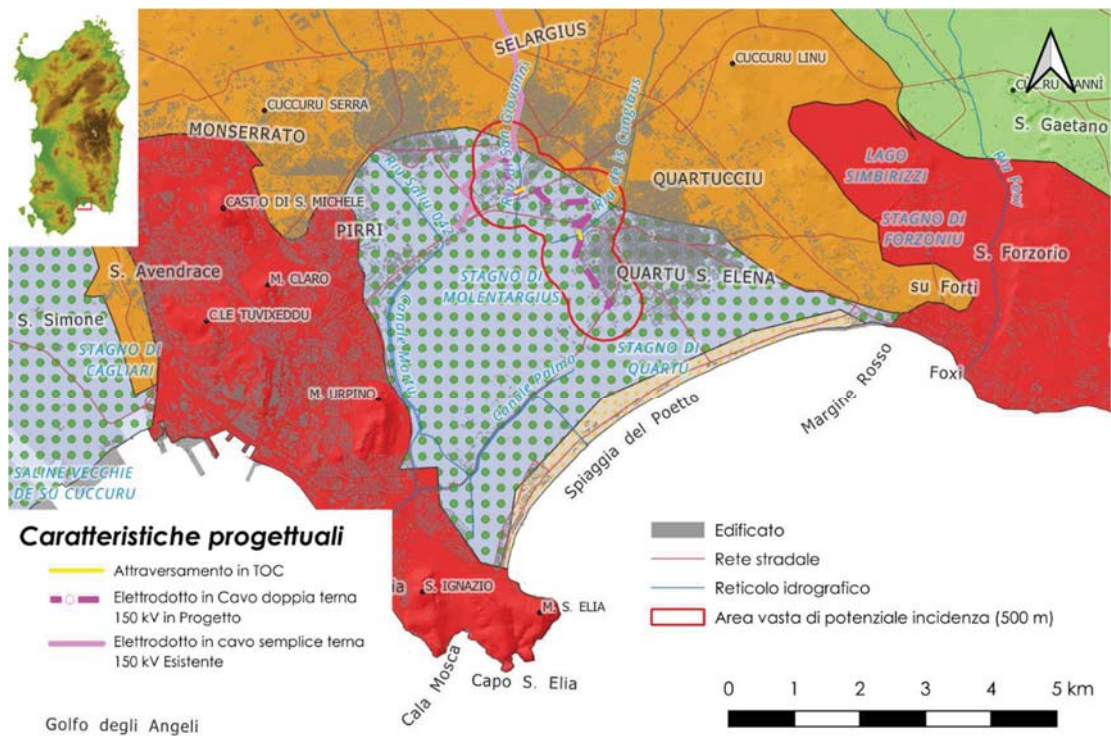 SELARGIUS
CUCCURU LINU
CUCCURU SERRA
MONSERRATO
S. Gaetano
LAGO
SIMBIRIZZI
Riu Foxi
QUARTUCCIU
CAST.O DI S. MICHELE
PIRRI
STAGNO DI
FORZONIU
S. Forzorio
S. Avendrace
M. CLARO
STAGNO DI
MOLENTARGIUS
QUARTU S. ELENA
su Forti
S. Simone
C.LE TUVIXEDDU
STAGNO DI
CAGLIARI
STAGNO DI
QUARTU
M. URPINO
Canale Palma
Foxi
Margine Rosso
Spiaggia del Poetto
SALINE VECCHIE
DE SU CUCCURU
Caratteristiche progettuali
Attraversamento in TOC
Elettrodotto in Cavo doppia terna
150 kV in Progetto
Elettrodotto in cavo semplice terna
150 kV Esistente
S. IGNAZIO
M. S. ELIA
Cala Mosca
Capo S. Elia
Golfo degli Angeli
Edificato
Rete stradale
Reticolo idrografico
Area vasta di potenziale incidenza (500 m)
0 1 2 3 4 5 km